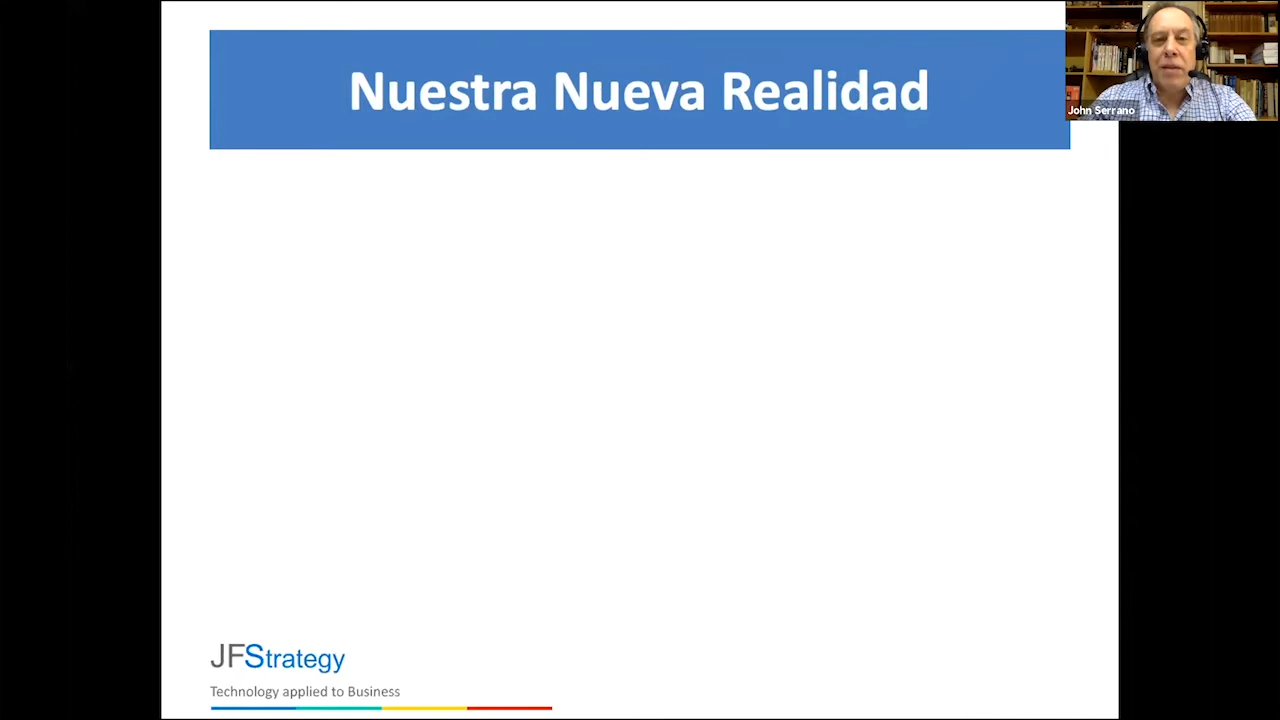 Nuestra Nueva Realidad
John Serrano
JFStrategy
Technology applied to Business